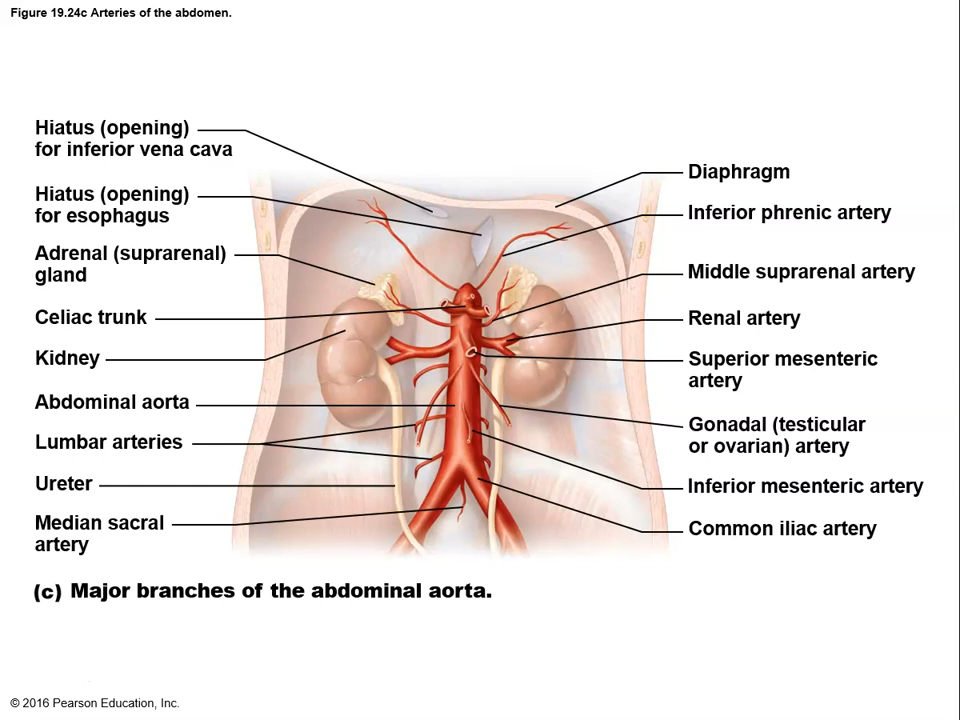 Figure 19.24c Arteries of the abdomen.
Hiatus (opening)
for inferior vena cava
Hiatus (opening)
for esophagus
Adrenal (suprarenal)
gland
Celiac trunk
Kidney
Abdominal aorta
Lumbar arteries
Ureter
Median sacral
artery
Diaphragm
Inferior phrenic artery
Middle suprarenal artery
Renal artery
Superior mesenteric
artery
Gonadal (testicular
or ovarian) artery
Inferior mesenteric artery
Common iliac artery
(c) Major branches of the abdominal aorta.
© 2016 Pearson Education, Inc.